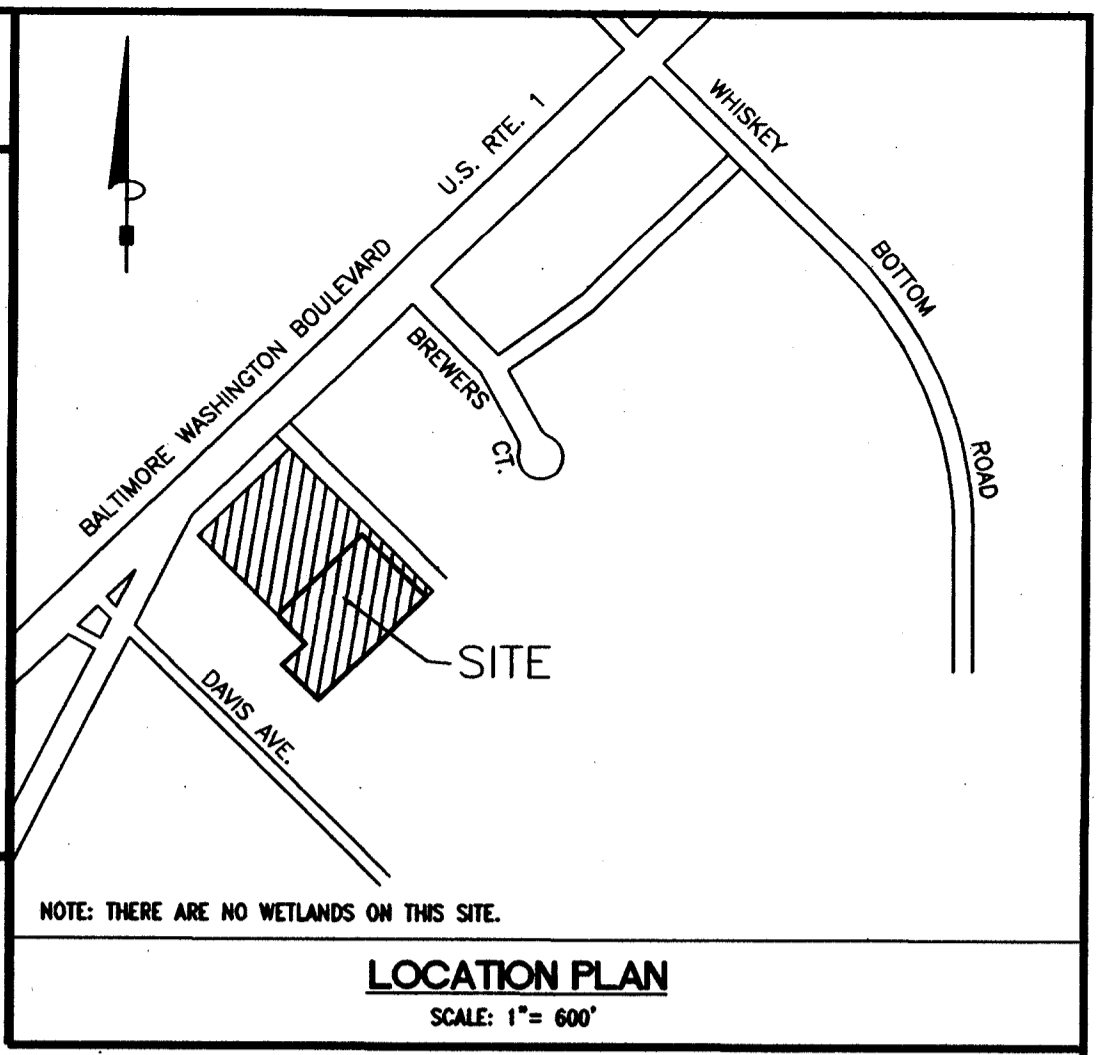 WHISKEY
BOTTOM
ROAD
U.S. RTE. 1
BALTIMORE WASHINGTON BOULEVARD
BREWERS
CT.
SITE
DAVIS AVE.
NOTE: THERE ARE NO WETLANDS ON THIS SITE.
LOCATION PLAN
SCALE: 1"= 600'